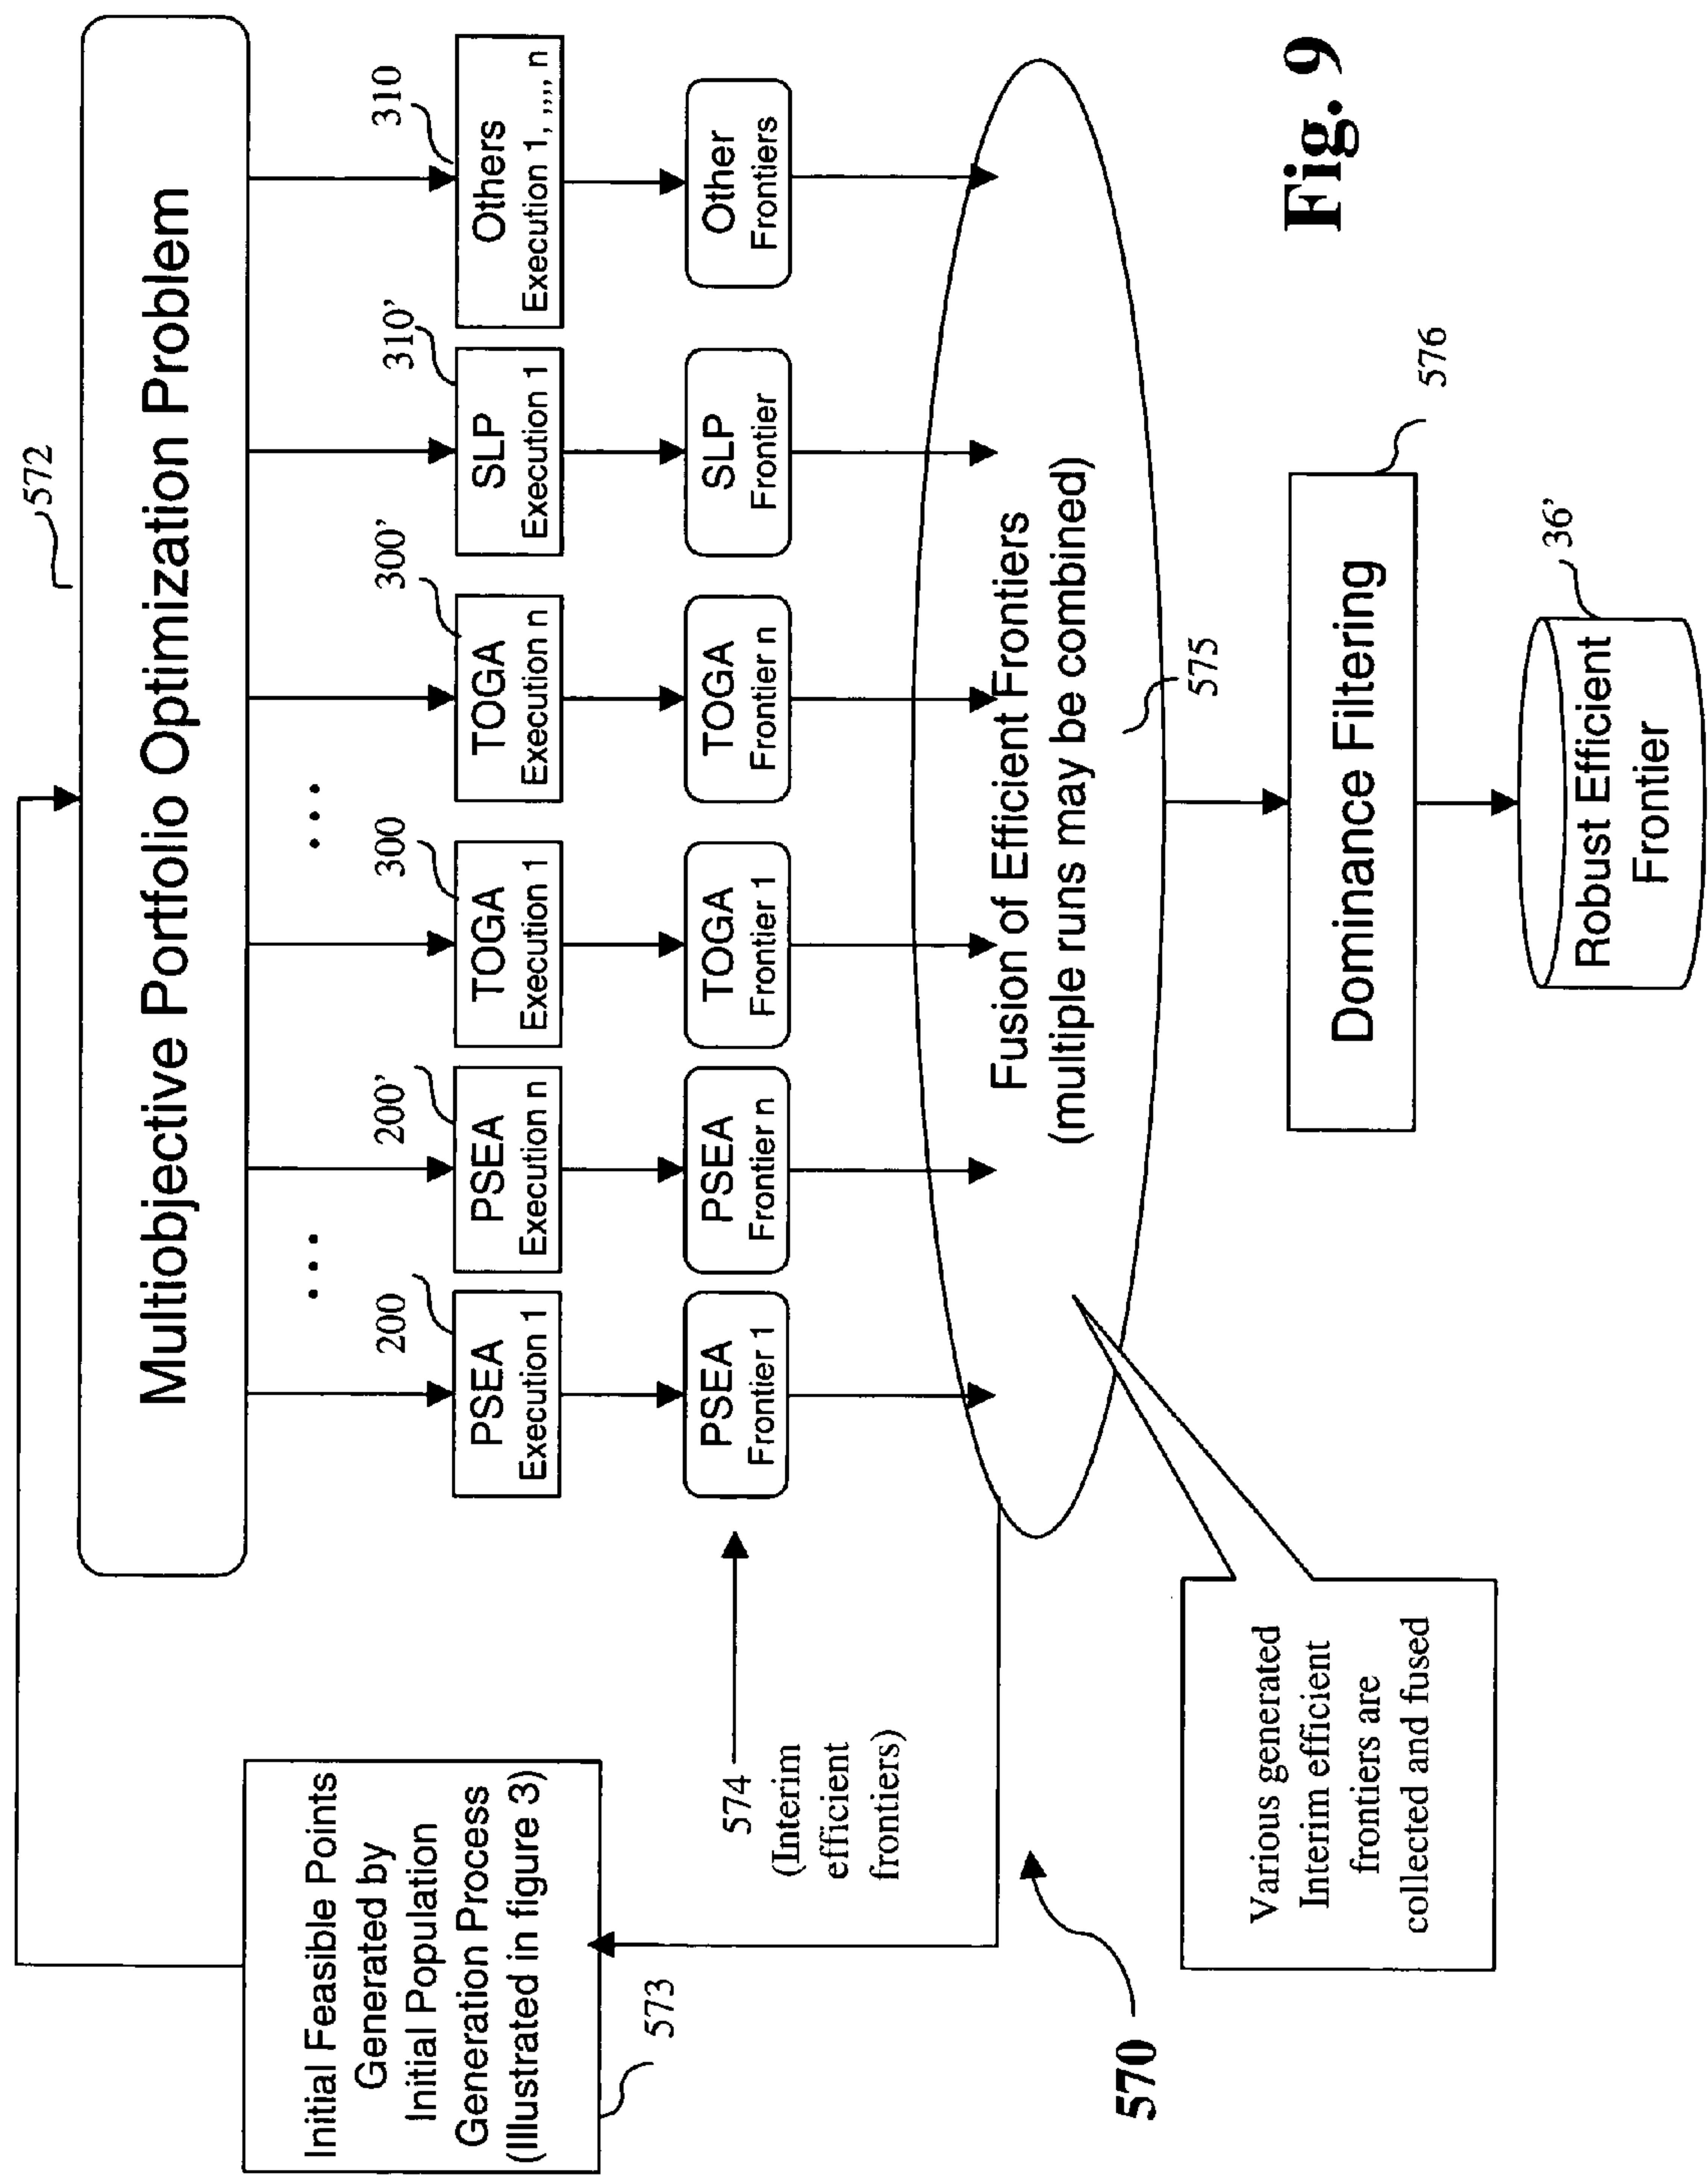 572
Multiobjective Portfolio Optimization Problem
Initial Feasible Points
Generated by
Initial Population
Generation Process
(Illustrated in figure 3)
573
• • •
• • •
200
200'
300
300'
310'
310
PSEA
Execution 1
PSEA
Execution n
TOGA
Execution 1
TOGA
Execution n
SLP
Execution 1
Others
Execution 1, ,,,, n
574
(Interim
efficient
frontiers)
PSEA
Frontier 1
PSEA
Frontier n
TOGA
Frontier 1
TOGA
Frontier n
SLP
Frontier
Other
Frontiers
Fusion of Efficient Frontiers
(multiple runs may be combined)
575
570
Various generated
Interim efficient
frontiers are
collected and fused
Dominance Filtering
576
Robust Efficient
Frontier
36'
Fig. 9